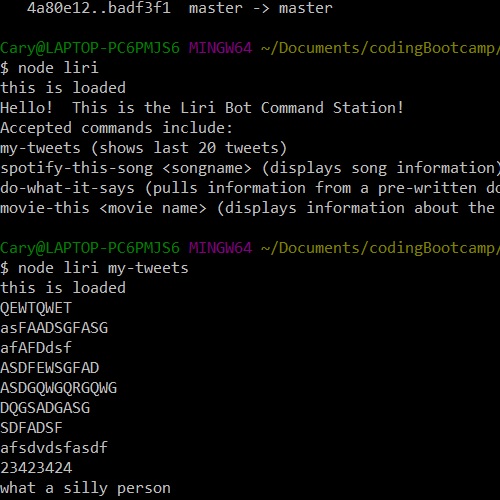 4a80e12..badf3f1  master -> master
Cary@LAPTOP-PC6PMJS6 MINGW64 ~/Documents/codingBootcamp/
$ node liri
this is loaded
Hello!  This is the Liri Bot Command Station!
Accepted commands include:
my-tweets (shows last 20 tweets)
spotify-this-song <songname> (displays song information)
do-what-it-says (pulls information from a pre-written do
movie-this <movie name> (displays information about the
Cary@LAPTOP-PC6PMJS6 MINGW64 ~/Documents/codingBootcamp/
$ node liri my-tweets
this is loaded
QEWTQWET
asFAADSGFASG
afAFDdsf
ASDFEWSGFAD
ASDGQWGQRGQWG
DQGSADGASG
SDFADSF
afsdvdsfasdf
23423424
what a silly person